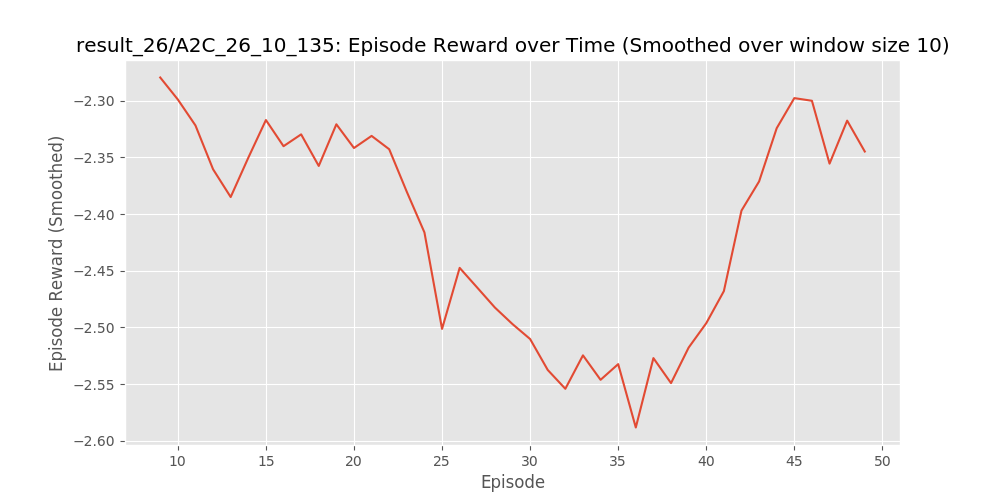 result_26/A2C_26_10_135: Episode Reward over Time (Smoothed over window size 10)
Episode Reward (Smoothed)
−2.30
−2.35
−2.40
−2.45
−2.50
−2.55
−2.60
10 15 20 25 30 35 40 45 50
Episode